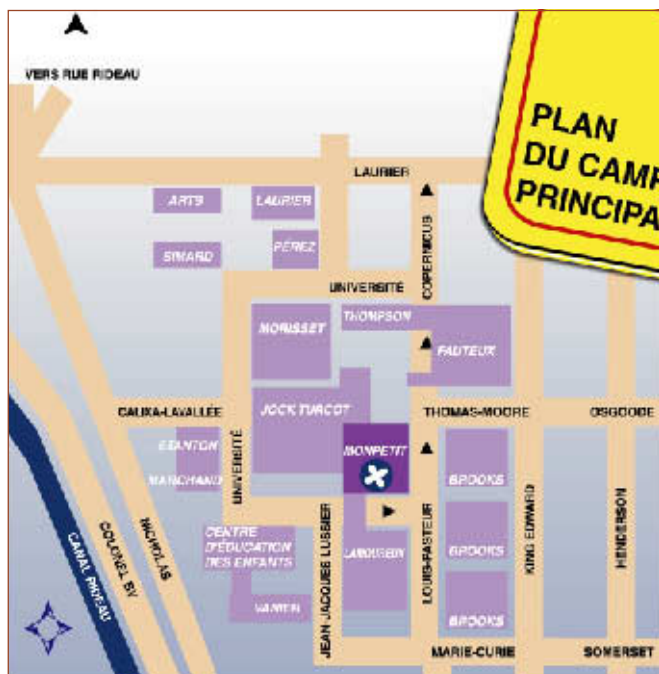 VERS RUE RIDEAU
PLAN
DU CAMP
PRINCIPA
LAURIER
ARTS
LAURIER
SIMARD
PÉREZ
COPERNICUS
UNIVERSITÉ
THOMPSON
MORISSET
FAUTEUX
CALIXA-LAVALLÉE
JOCK TURCOT
THOMAS-MOORE
OSGOODE
STANTON
MONPETIT
UNIVERSITÉ
MARCHAND
BROOKS
NICHOLAS
COLONEL BY
CANAL RIDEAU
CENTRE
D'ÉDUCATION
DES ENFANTS
JEAN-JACQUES LUSSIER
LAMOUREUX
LOUIS-PASTEUR
BROOKS
KING EDWARD
HENDERSON
VANIER
BROOKS
MARIE-CURIE
SOMERSET